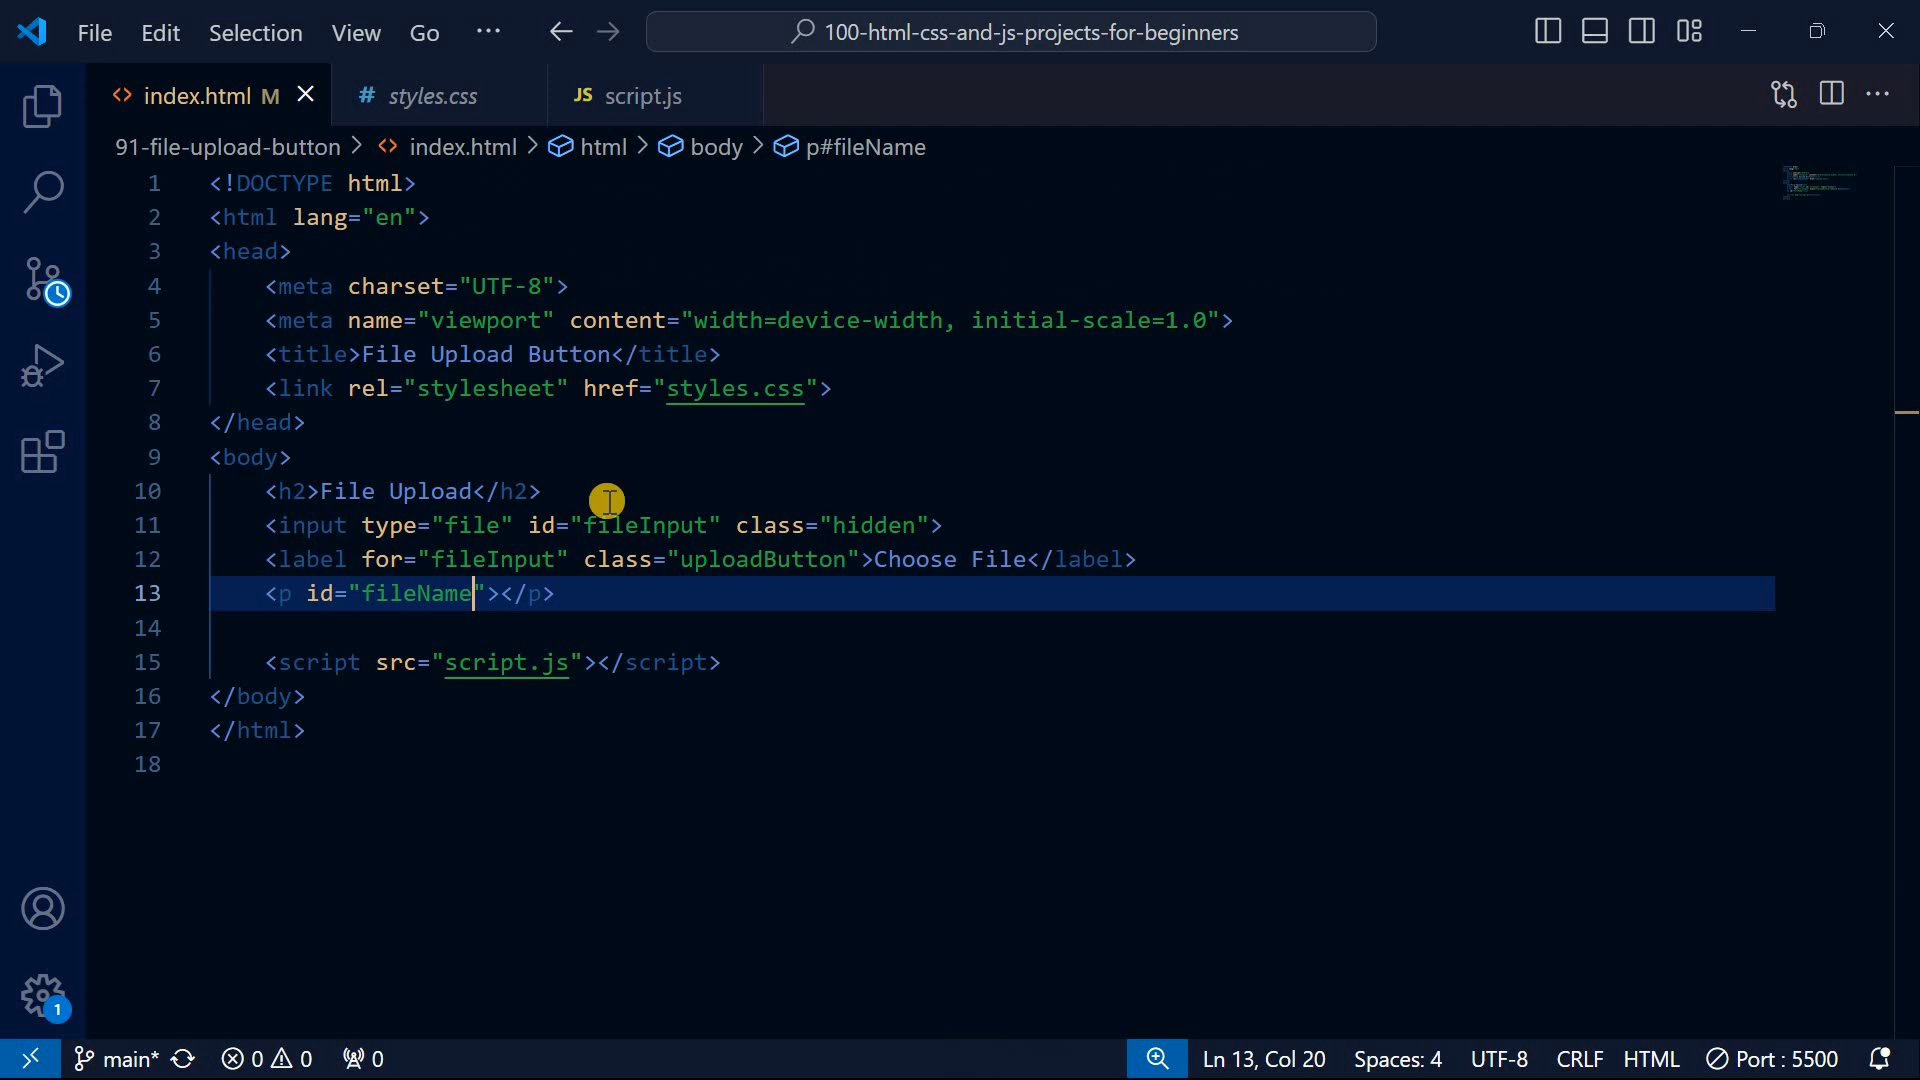 File Edit Selection View Go ··· 100-html-css-and-js-projects-for-beginners
index.html M # styles.css JS script.js
91-file-upload-button > index.html > html > body > p#fileName
1 <!DOCTYPE html>
2 <html lang="en">
3 <head>
4 <meta charset="UTF-8">
5 <meta name="viewport" content="width=device-width, initial-scale=1.0">
6 <title>File Upload Button</title>
7 <link rel="stylesheet" href="styles.css">
8 </head>
9 <body>
10 <h2>File Upload</h2>
11 <input type="file" id="fileInput" class="hidden">
12 <label for="fileInput" class="uploadButton">Choose File</label>
13 <p id="fileName"></p>
14
15 <script src="script.js"></script>
16 </body>
17 </html>
18
1
main* 0 0 0 Ln 13, Col 20 Spaces: 4 UTF-8 CRLF HTML Port : 5500